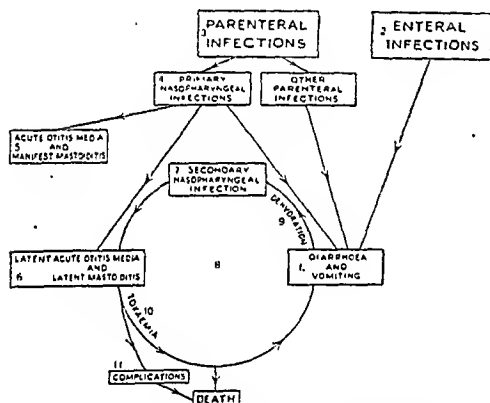 3 PARENTERAL
INFECTIONS
2 ENTERAL
INFECTIONS
4 PRIMARY
NASOPHARYNGEAL
INFECTIONS
OTHER
PARENTERAL
INFECTIONS
ACUTE OTITIS MEDIA
5 AND
MANIFEST MASTOIDITIS
7 SECONDARY
NASOPHARYNGEAL
INFECTION
DEHYDRATION
9
LATENT ACUTE OTITIS MEDIA
AND
6 LATENT MASTOIDITIS
8
DIARRHOEA
1. AND
VOMITING
TOXAEMIA 10
11
COMPLICATIONS
DEATH